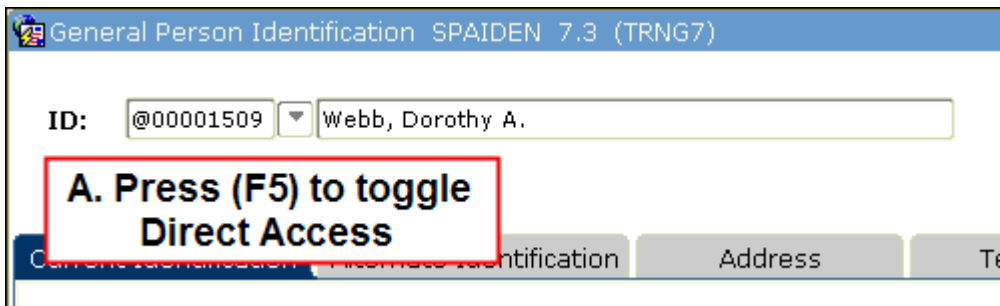 General Person Identification SPAIDEN 7.3 (TRNG7)
ID: @00001509 Webb, Dorothy A.
A. Press (F5) to toggle
Direct Access
Address